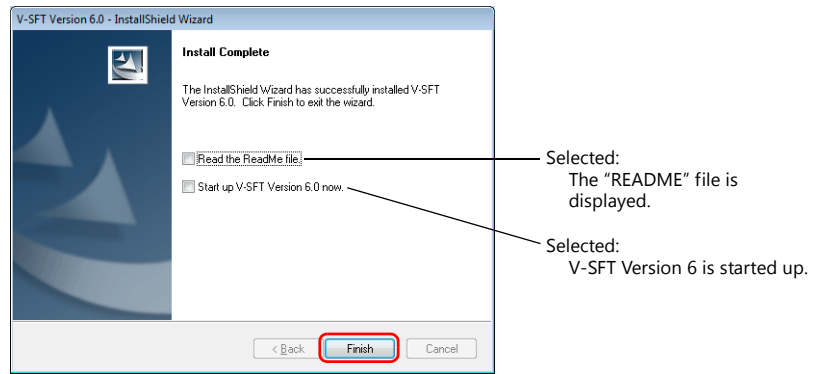 V-SFT Version 6.0 - InstallShield Wizard
Install Complete
The InstallShield Wizard has successfully installed V-SFT
Version 6.0.  Click Finish to exit the wizard.
Read the ReadMe file.
Start up V-SFT Version 6.0 now.
Selected:
The “README” file is
displayed.
Selected:
V-SFT Version 6 is started up.
< Back
Finish
Cancel